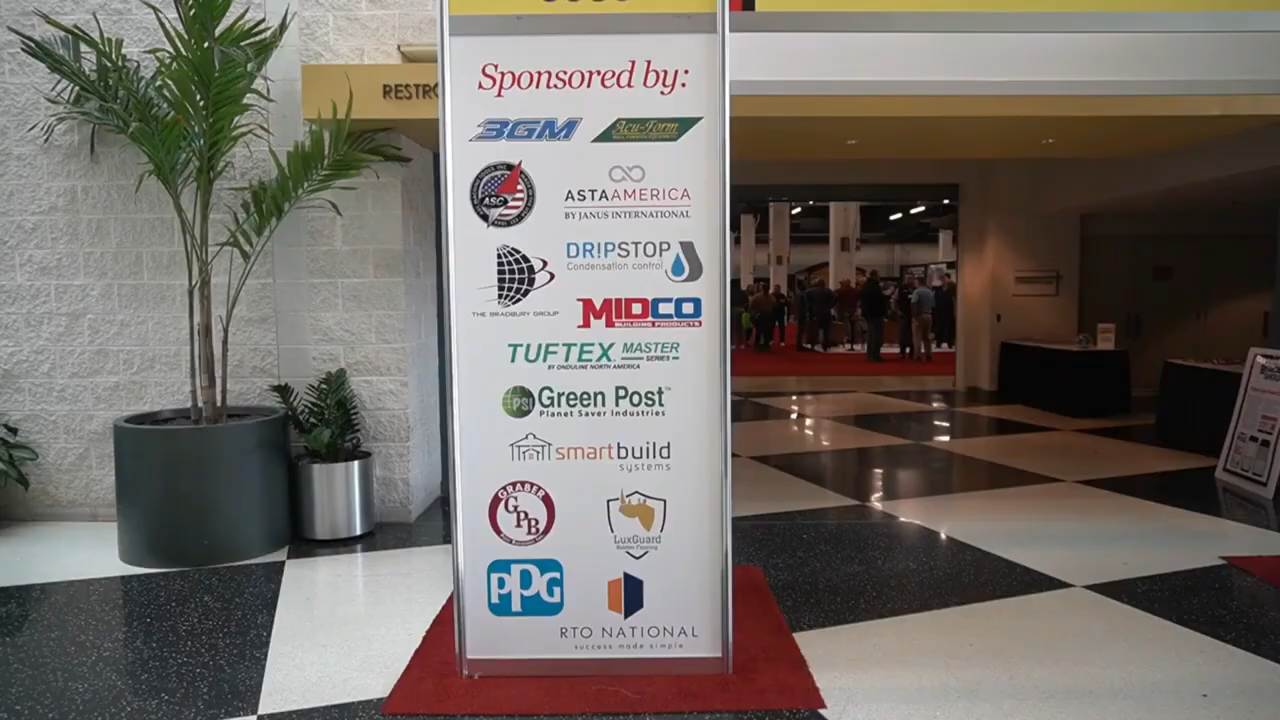 RESTRO
Sponsored by:
3GM
Acu-Form
ASC
ASTAAMERICA
BY JANUS INTERNATIONAL
DRIPSTOP
Condensation control
THE BRADBURY GROUP
MIDCO
BUILDING PRODUCTS
TUFTEX MASTER
SERIES
BY ONDULINE NORTH AMERICA
PSI Green Post™
Planet Saver Industries
smartbuild
systems
GRABER
GPB
LuxGuard
PPG
RTO NATIONAL
success made simple